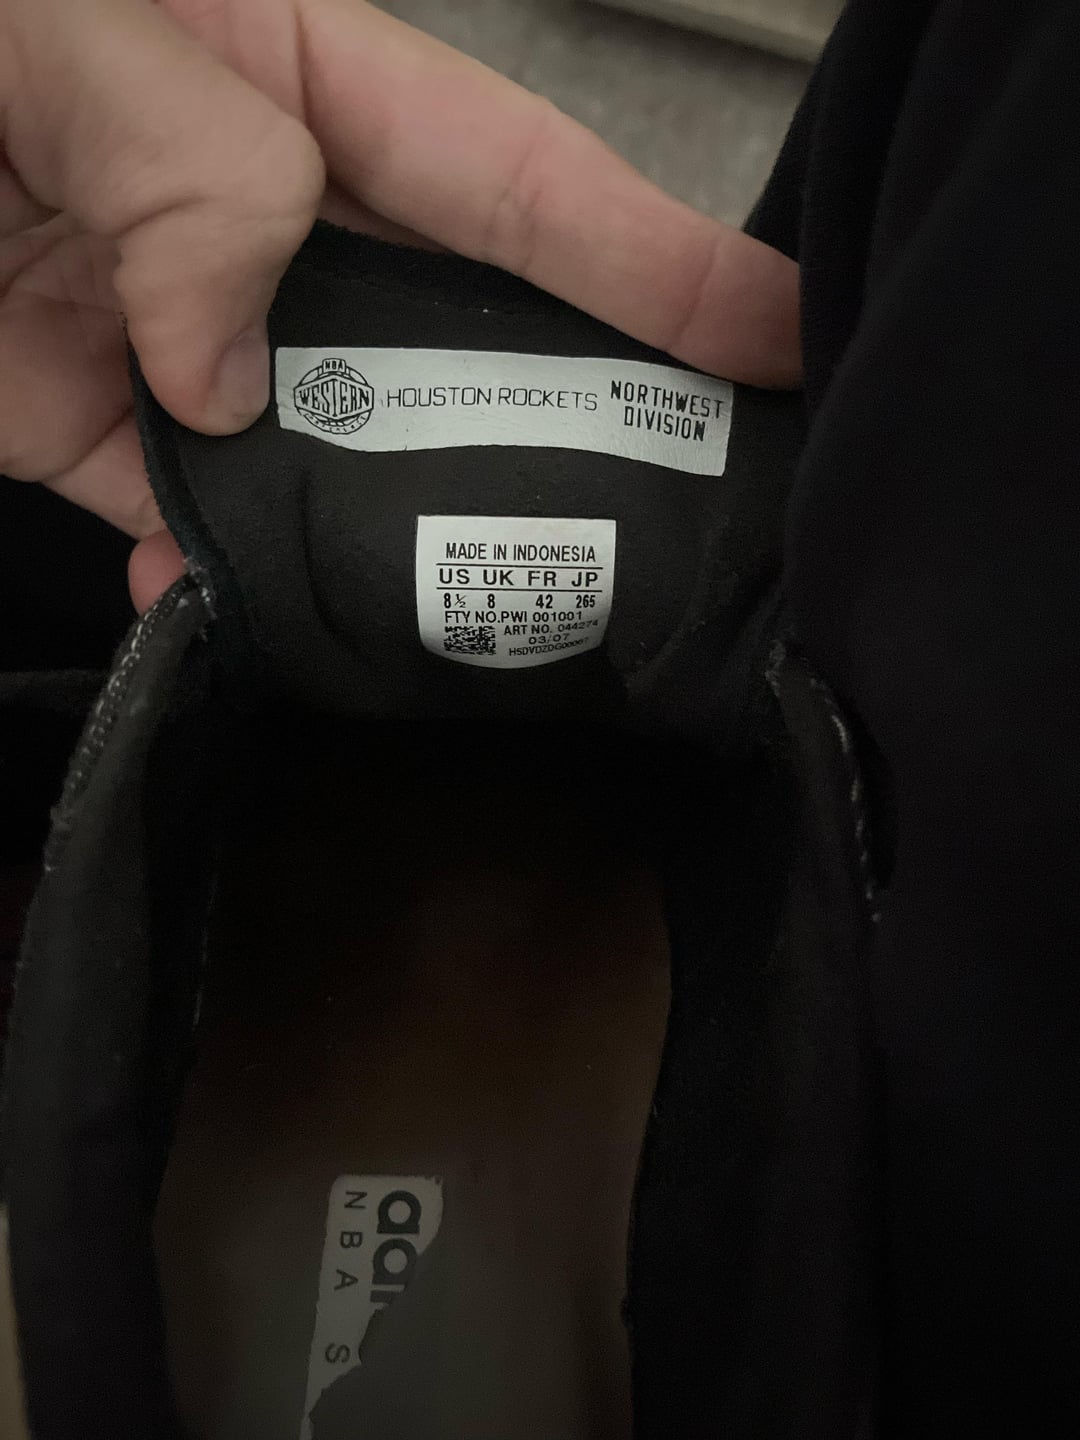 NBA
WESTERN
HOUSTON ROCKETS
NORTHWEST
DIVISION
MADE IN INDONESIA
US UK FR JP
8½ 8 42 265
FTY NO.PWI 001001
ART NO. 044274
03/07
NBA S